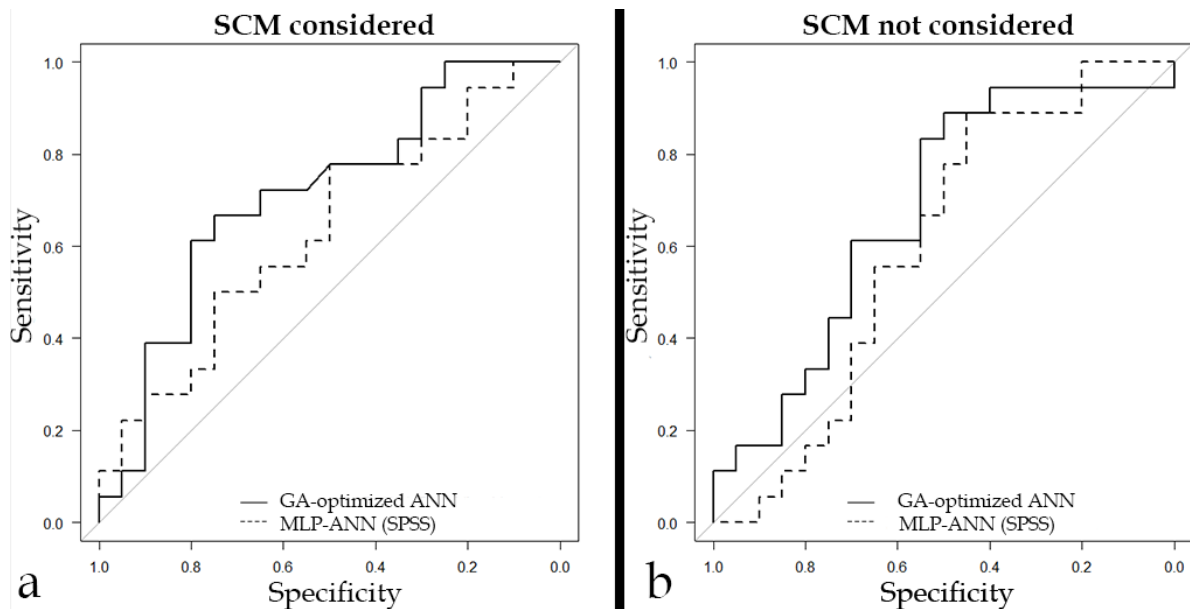 SCM considered
1.0
0.8
0.6
0.4
0.2
0.0
Sensitivity
GA-optimized ANN
MLP-ANN (SPSS)
1.0 0.8 0.6 0.4 0.2 0.0
Specificity
a
SCM not considered
1.0
0.8
0.6
0.4
0.2
0.0
Sensitivity
GA-optimized ANN
MLP-ANN (SPSS)
1.0 0.8 0.6 0.4 0.2 0.0
Specificity
b